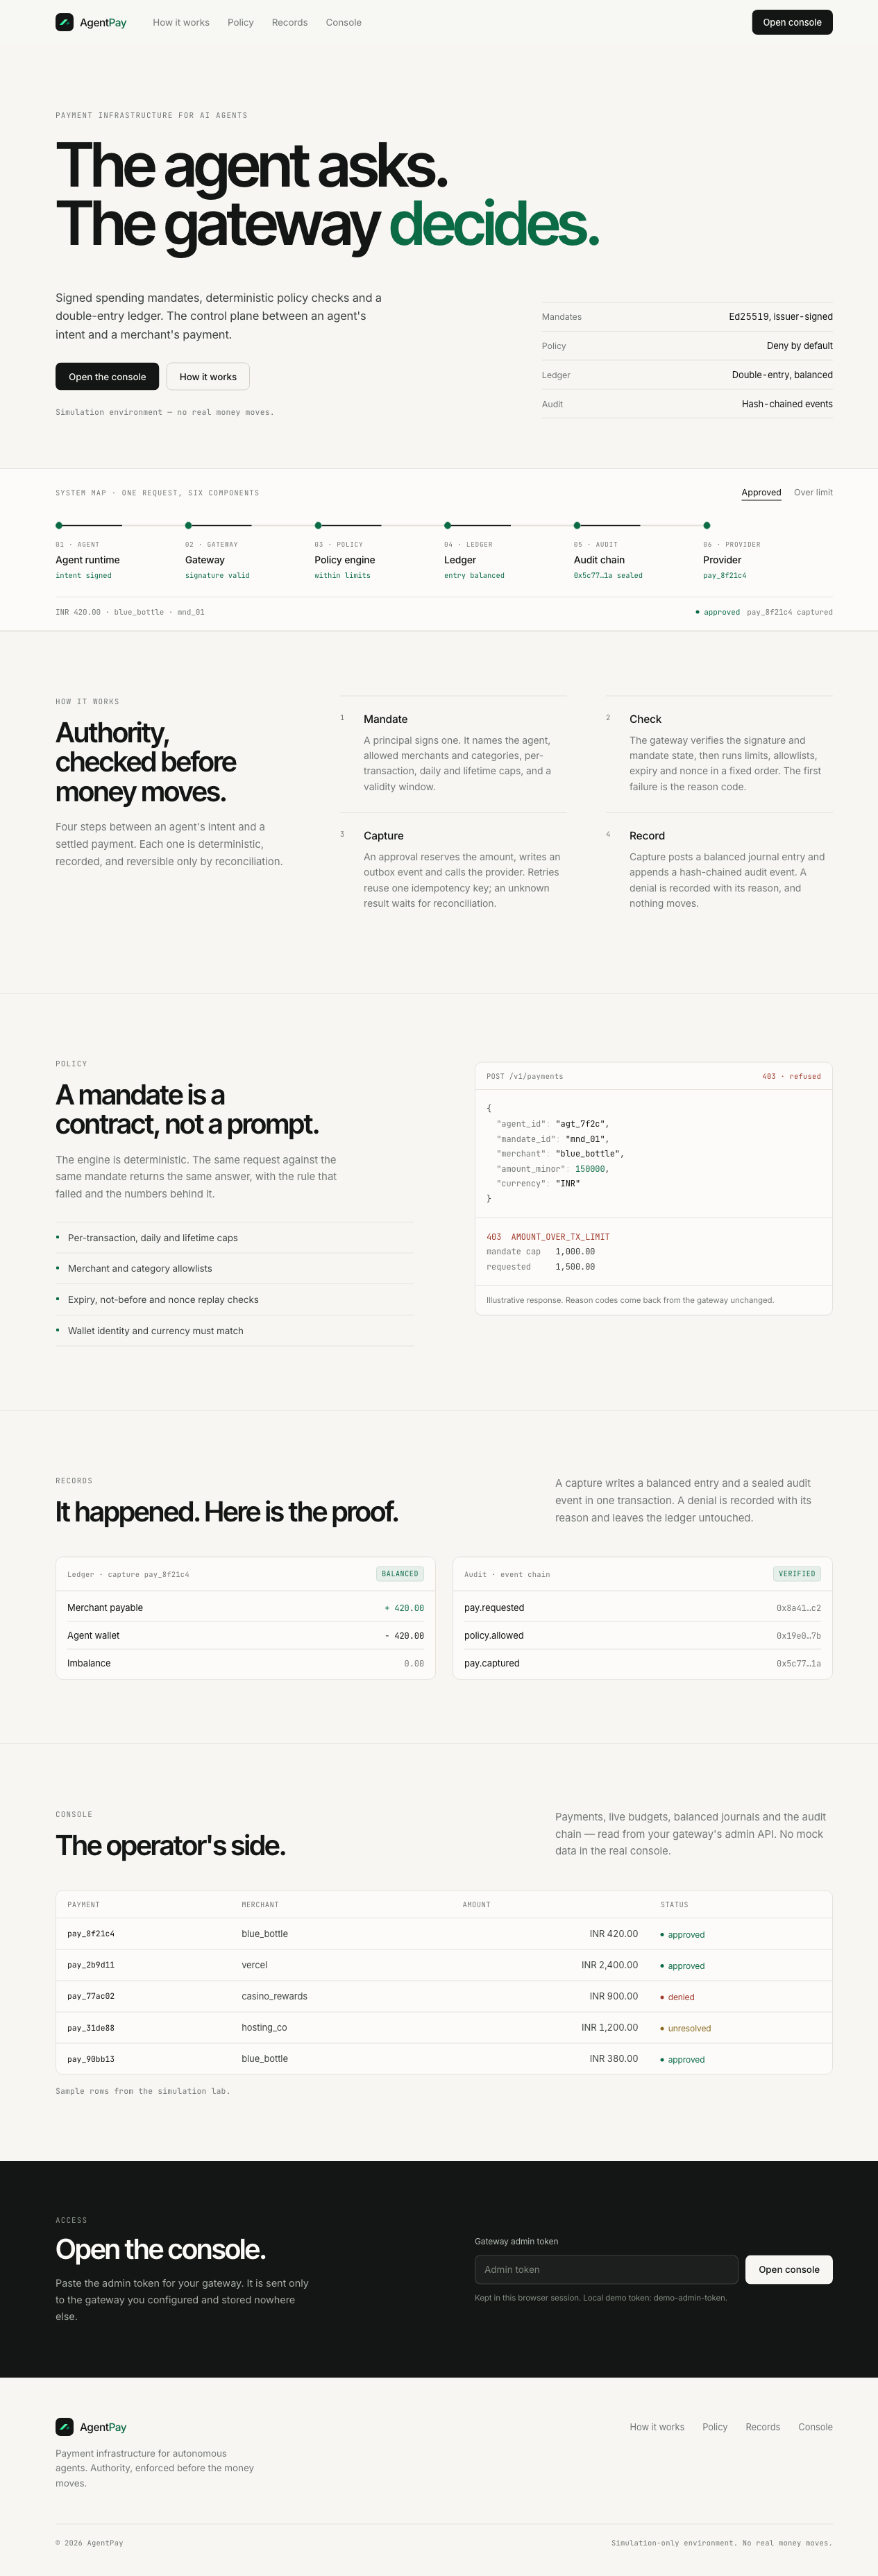 AgentPay
How it works
Policy
Records
Console
Open console
PAYMENT INFRASTRUCTURE FOR AI AGENTS
The agent asks.
The gateway decides.
Signed spending mandates, deterministic policy checks and a
double-entry ledger. The control plane between an agent's
intent and a merchant's payment.
Open the console
How it works
Simulation environment — no real money moves.
Mandates Ed25519, issuer-signed
Policy Deny by default
Ledger Double-entry, balanced
Audit Hash-chained events
SYSTEM MAP · ONE REQUEST, SIX COMPONENTS
Approved
Over limit
01 · AGENT
Agent runtime
intent signed
02 · GATEWAY
Gateway
signature valid
03 · POLICY
Policy engine
within limits
04 · LEDGER
Ledger
entry balanced
05 · AUDIT
Audit chain
0x5c77…1a sealed
06 · PROVIDER
Provider
pay_8f21c4
INR 420.00 · blue_bottle · mnd_01
approved pay_8f21c4 captured
HOW IT WORKS
Authority,
checked before
money moves.
Four steps between an agent's intent and a
settled payment. Each one is deterministic,
recorded, and reversible only by reconciliation.
1 Mandate
A principal signs one. It names the agent,
allowed merchants and categories, per-
transaction, daily and lifetime caps, and a
validity window.
2 Check
The gateway verifies the signature and
mandate state, then runs limits, allowlists,
expiry and nonce in a fixed order. The first
failure is the reason code.
3 Capture
An approval reserves the amount, writes an
outbox event and calls the provider. Retries
reuse one idempotency key; an unknown
result waits for reconciliation.
4 Record
Capture posts a balanced journal entry and
appends a hash-chained audit event. A
denial is recorded with its reason, and
nothing moves.
POLICY
A mandate is a
contract, not a prompt.
The engine is deterministic. The same request against the
same mandate returns the same answer, with the rule that
failed and the numbers behind it.
Per-transaction, daily and lifetime caps
Merchant and category allowlists
Expiry, not-before and nonce replay checks
Wallet identity and currency must match
POST /v1/payments
403 · refused
{
"agent_id": "agt_7f2c",
"mandate_id": "mnd_01",
"merchant": "blue_bottle",
"amount_minor": 150000,
"currency": "INR"
}
403 AMOUNT_OVER_TX_LIMIT
mandate cap 1,000.00
requested 1,500.00
Illustrative response. Reason codes come back from the gateway unchanged.
RECORDS
It happened. Here is the proof.
A capture writes a balanced entry and a sealed audit
event in one transaction. A denial is recorded with its
reason and leaves the ledger untouched.
Ledger · capture pay_8f21c4
BALANCED
Merchant payable + 420.00
Agent wallet - 420.00
Imbalance 0.00
Audit · event chain
VERIFIED
pay.requested 0x8a41…c2
policy.allowed 0x19e0…7b
pay.captured 0x5c77…1a
CONSOLE
The operator's side.
Payments, live budgets, balanced journals and the audit
chain — read from your gateway's admin API. No mock
data in the real console.
PAYMENT MERCHANT AMOUNT STATUS
pay_8f21c4 blue_bottle INR 420.00 approved
pay_2b9d11 vercel INR 2,400.00 approved
pay_77ac02 casino_rewards INR 900.00 denied
pay_31de88 hosting_co INR 1,200.00 unresolved
pay_90bb13 blue_bottle INR 380.00 approved
Sample rows from the simulation lab.
ACCESS
Open the console.
Paste the admin token for your gateway. It is sent only
to the gateway you configured and stored nowhere
else.
Gateway admin token
Admin token
Open console
Kept in this browser session. Local demo token: demo-admin-token.
AgentPay
Payment infrastructure for autonomous
agents. Authority, enforced before the money
moves.
How it works
Policy
Records
Console
© 2026 AgentPay
Simulation-only environment. No real money moves.